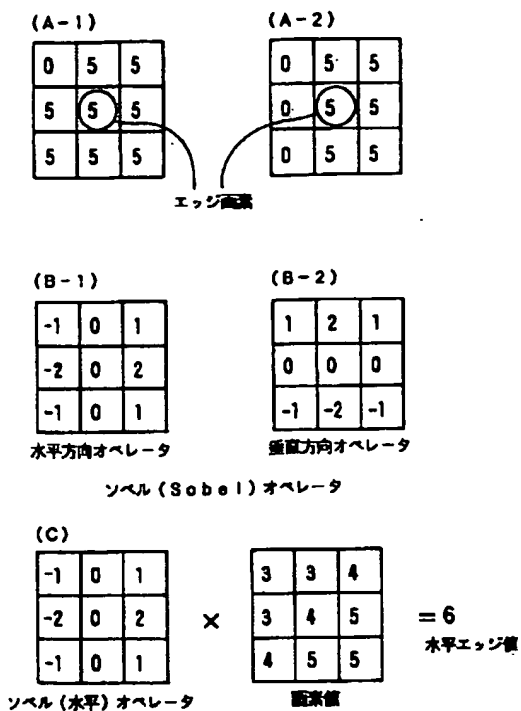 (A-1) (A-2)
0 5 5 0 5 5
5 5 5 0 5 5
5 5 5 0 5 5
エッジ画素
(B-1) (B-2)
-1 0 1 1 2 1
-2 0 2 0 0 0
-1 0 1 -1 -2 -1
水平方向オペレータ 垂直方向オペレータ
ソベル(Sobel)オペレータ
(C)
-1 0 1 3 3 4
-2 0 2 × 3 4 5 =6
-1 0 1 4 5 5
水平エッジ値
ソベル(水平)オペレータ 画素値